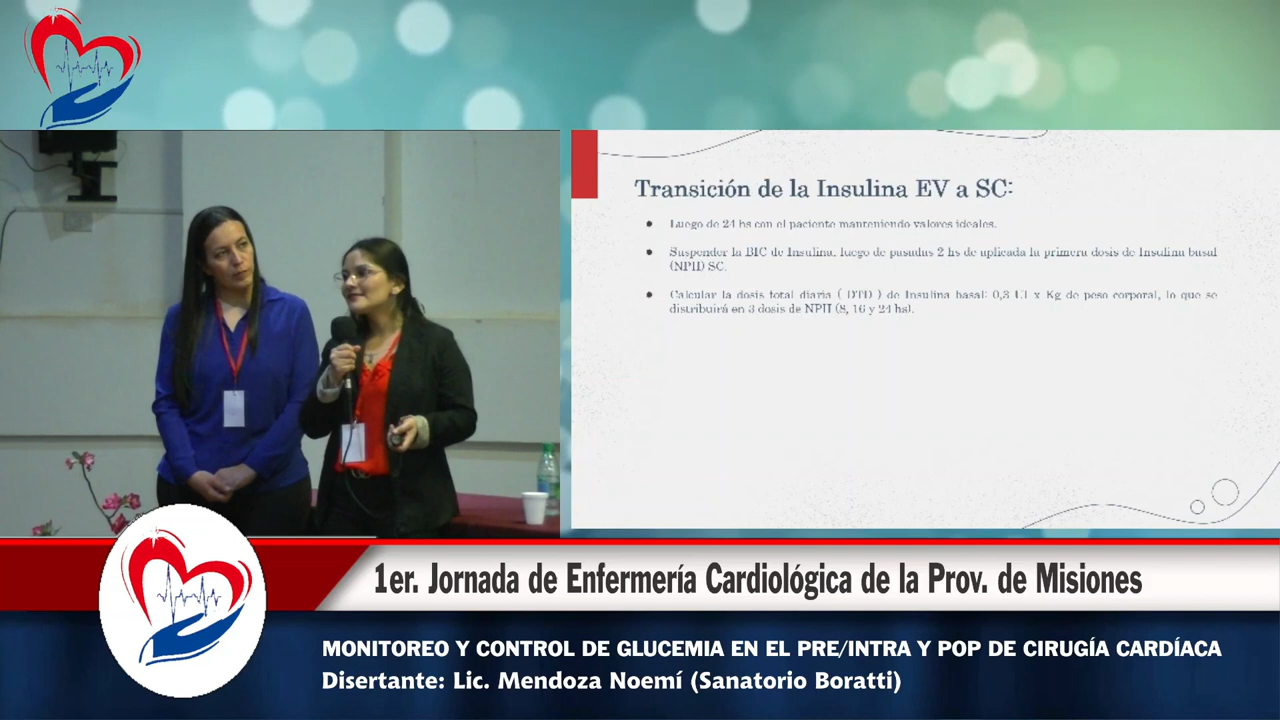 Transición de la Insulina EV a SC:
Luego de 24 hs con el paciente manteniendo valores ideales.
Suspender la BIC de Insulina, luego de pasadas 2 hs de aplicada la primera dosis de Insulina basal
(NPH) SC.
Calcular la dosis total diaria ( DTD ) de Insulina basal: 0,3 UI x Kg de peso corporal, lo que se
distribuirá en 3 dosis de NPH (8, 16 y 24 hs).
1er. Jornada de Enfermería Cardiológica de la Prov. de Misiones
MONITOREO Y CONTROL DE GLUCEMIA EN EL PRE/INTRA Y POP DE CIRUGÍA CARDÍACA
Disertante: Lic. Mendoza Noemí (Sanatorio Boratti)